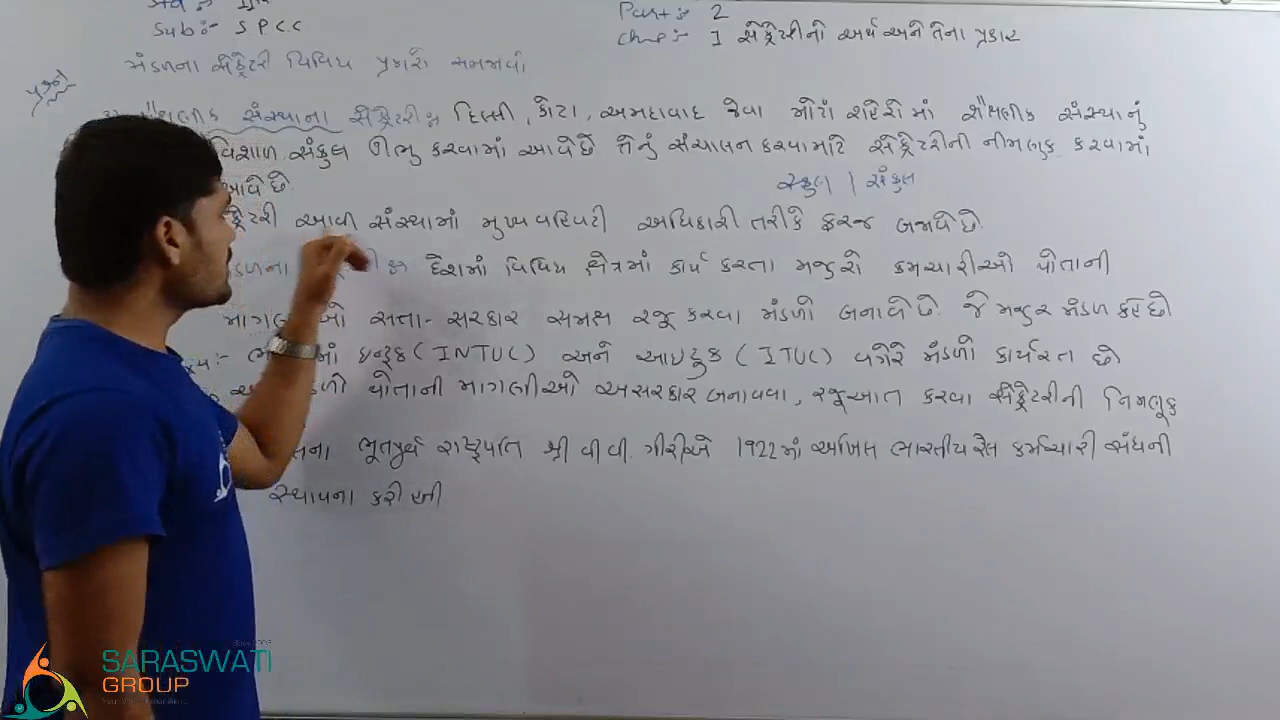 Sub:- SPCC
Part:- 2
Chp:- 1 સેક્રેટરીનો અર્થ અને તેના પ્રકાર
પ્રશ્ન
મંડળના સેક્રેટરી વિવિધ પ્રકારો સમજાવો
સંસ્થાના સેક્રેટરી:- દિલ્લી, કોટા, અમદાવાદ જેવા મોટાં શહેરોમાં શૈક્ષણીક સંસ્થાનું
વિશાળ સંકુલ ઊભુ કરવામાં આવે છે તેનું સંચાલન કરવા માટે સેક્રેટરીની નીમણુક કરવામાં
આવે છે.
સ્કુલ | સંકુલ
આવી સંસ્થામાં મુખ્ય વહિવટી અધિકારી તરીકે ફરજ બજાવે છે.
દેશમાં વિવિધ ક્ષેત્રમાં કાર્ય કરતા મજુરો કર્મચારીઓ પોતાની
સત્તા - સરકાર સમક્ષ રજૂ કરવા મંડળો બનાવે છે. જે મજુર મંડળ કહે છે
ઇન્ટુક (INTUC) અને આઇટુક (ITUC) વગેરે મંડળો કાર્યરત છે
પોતાની માગણીઓ અસરકાર બનાવવા, રજૂઆત કરવા સેક્રેટરીની નિમણૂક
ભૂતપુર્વ રાષ્ટ્રપતિ શ્રી વી વી. ગીરીએ 1922માં અખિલ ભારતીય રેલ કર્મચારી સંઘની
સ્થાપના કરી
SARASWATI
GROUP